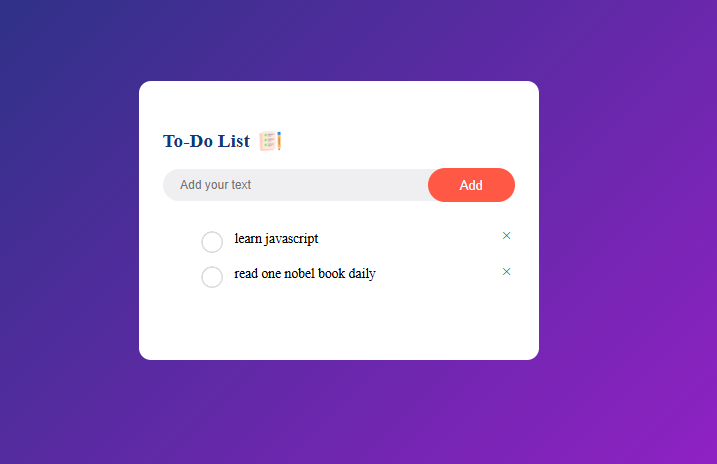 To-Do List
Add your text
Add
learn javascript
×
read one nobel book daily
×